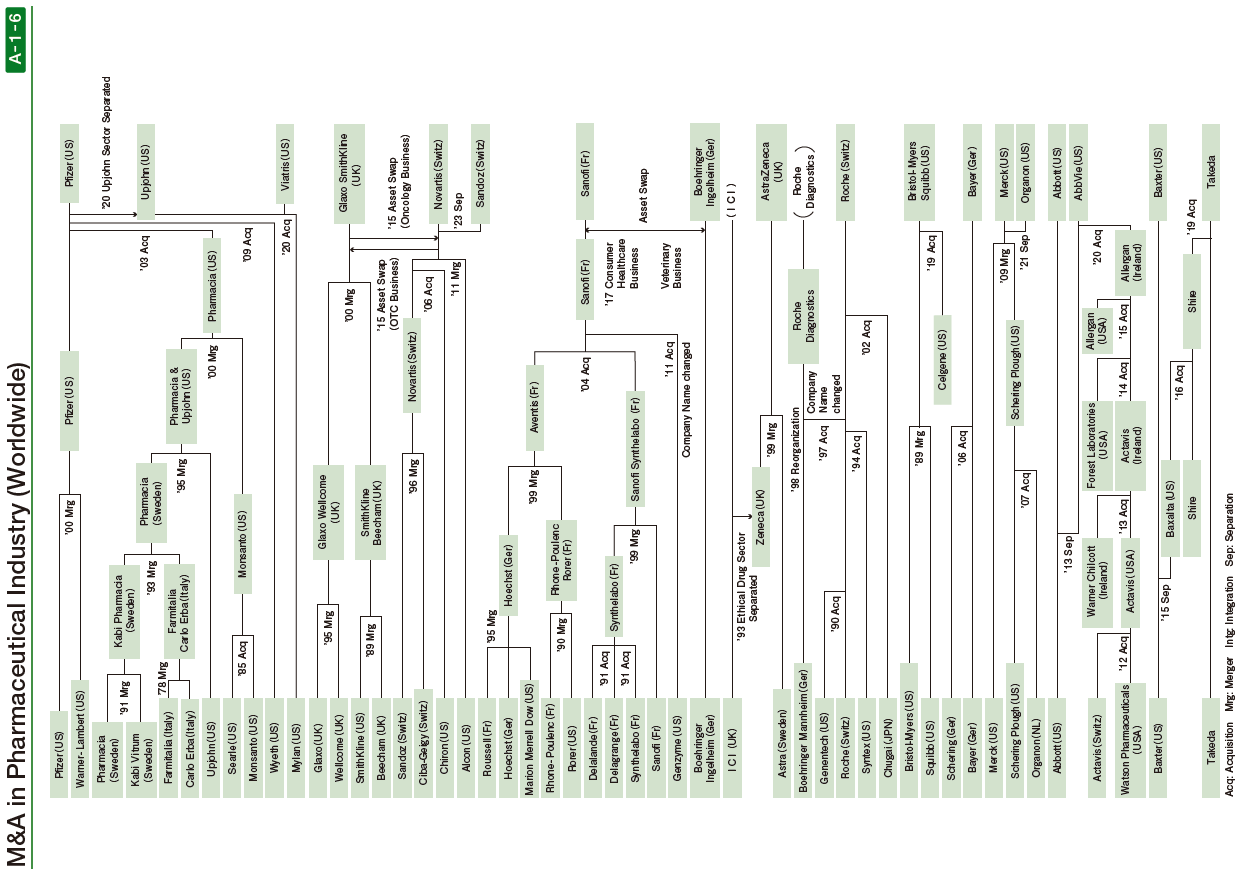 M&A in Pharmaceutical Industry (Worldwide)
A-1-6
Pfizer (US)
Warner-Lambert (US)
Pharmacia
(Sweden)
Kabi Vitrum
(Sweden)
Farmitalia (Italy)
Carlo Erba (Italy)
Upjohn (US)
Searle (US)
Monsanto (US)
Wyeth (US)
Mylan (US)
Glaxo (UK)
Wellcome (UK)
SmithKline (US)
Beecham (UK)
Sandoz (Switz)
Ciba-Geigy (Switz)
Chiron (US)
Alcon (US)
Roussell (Fr)
Hoechst (Ger)
Marion Merrell Dow (US)
Rhone-Poulenc (Fr)
Rorer (US)
Delalande (Fr)
Delagrange (Fr)
Synthelabo (Fr)
Sanofi (Fr)
Genzyme (US)
Boehringer
Ingelheim (Ger)
I C I (UK)
Astra (Sweden)
Boehringer Mannheim (Ger)
Genentech (US)
Roche (Switz)
Syntex (US)
Chugai (JPN)
Bristol-Myers (US)
Squibb (US)
Schering (Ger)
Bayer (Ger)
Merck (US)
Schering Plough (US)
Organon (NL)
Abbott (US)
Actavis (Switz)
Watson Pharmaceuticals
(USA)
Baxter (US)
Takeda
'91 Mrg
'78 Mrg
'85 Acq
Kabi Pharmacia
(Sweden)
Farmitalia
Carlo Erba (Italy)
'93 Mrg
Pharmacia
(Sweden)
'95 Mrg
Monsanto (US)
'00 Mrg
Pfizer (US)
Pharmacia &
Upjohn (US)
'00 Mrg
Pharmacia (US)
'03 Acq
'09 Acq
'20 Acq
'20 Upjohn Sector Separated
Pfizer (US)
Upjohn (US)
Viatris (US)
'95 Mrg
'89 Mrg
Glaxo Wellcome
(UK)
SmithKline
Beecham (UK)
'96 Mrg
Novartis (Switz)
'00 Mrg
'15 Asset Swap
(OTC Business)
'06 Acq
'11 Mrg
'15 Asset Swap
(Oncology Business)
'23 Sep
Glaxo SmithKline
(UK)
Novartis (Switz)
Sandoz (Switz)
'95 Mrg
Hoechst (Ger)
'90 Mrg
Rhone-Poulenc
Rorer (Fr)
'99 Mrg
Aventis (Fr)
'91 Acq
'91 Acq
Synthelabo (Fr)
'99 Mrg
Sanofi Synthelabo (Fr)
'04 Acq
'11 Acq
Company Name changed
Sanofi (Fr)
'17 Consumer
Healthcare
Business
Veterinary
Business
Asset Swap
Sanofi (Fr)
Boehringer
Ingelheim (Ger)
'93 Ethical Drug Sector
Separated
Zeneca (UK)
'99 Mrg
( I C I )
AstraZeneca
(UK)
'98 Reorganization
'97 Acq
Company
Name
changed
Roche
Diagnostics
( Roche
Diagnostics )
'90 Acq
'94 Acq
'02 Acq
Roche (Switz)
'89 Mrg
Celgene (US)
'19 Acq
Bristol-Myers
Squibb (US)
'06 Acq
Bayer (Ger)
'07 Acq
Schering Plough (US)
'09 Mrg
'21 Sep
Merck (US)
Organon (US)
'13 Sep
Abbott (US)
AbbVie (US)
'12 Acq
Warner Chilcott
(Ireland)
Actavis (USA)
'13 Acq
Forest Laboratories
(USA)
Actavis
(Ireland)
'14 Acq
Allergan
(USA)
'15 Acq
Allergan
(Ireland)
'20 Acq
'15 Sep
Baxalta (US)
Shire
'16 Acq
Shire
'19 Acq
Baxter (US)
Takeda
Acq: Acquisition Mrg: Merger Intg: Integration Sep: Separation